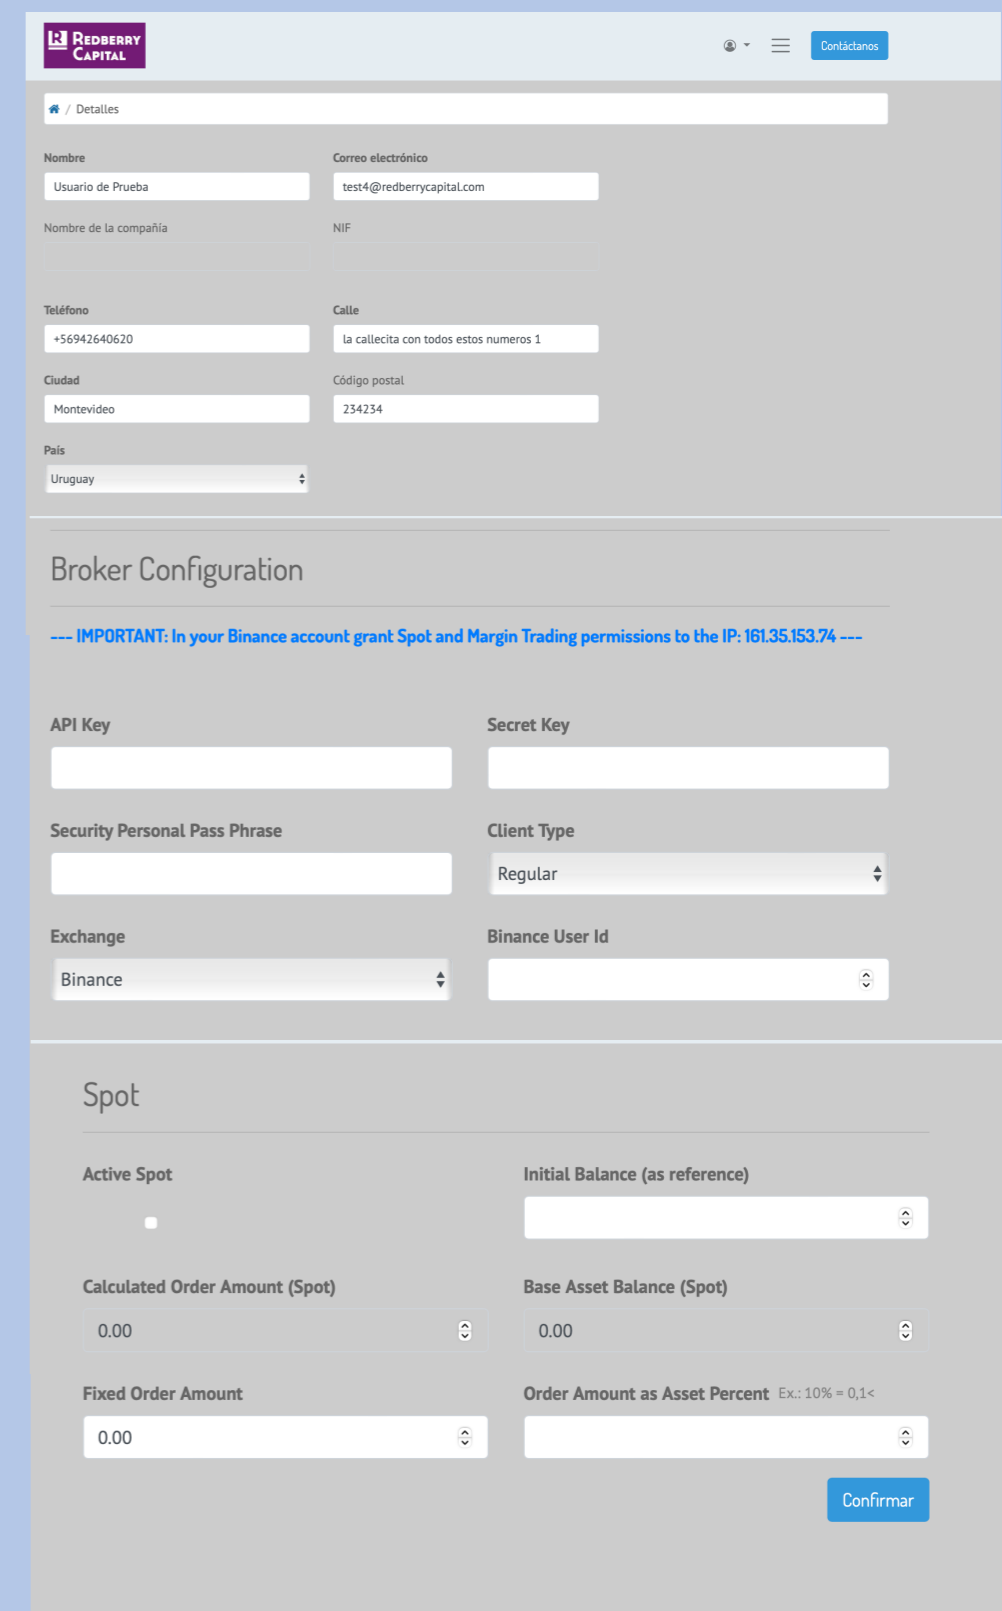 REDBERRY
CAPITAL
Contáctanos
/ Detalles
Nombre
Correo electrónico
Usuario de Prueba
test4@redberrycapital.com
Nombre de la compañía
NIF
Teléfono
Calle
+56942640620
la callecita con todos estos numeros 1
Ciudad
Código postal
Montevideo
234234
País
Uruguay
Broker Configuration
--- IMPORTANT: In your Binance account grant Spot and Margin Trading permissions to the IP: 161.35.153.74 ---
API Key
Secret Key
Security Personal Pass Phrase
Client Type
Regular
Exchange
Binance User Id
Binance
Spot
Active Spot
Initial Balance (as reference)
Calculated Order Amount (Spot)
Base Asset Balance (Spot)
0.00
0.00
Fixed Order Amount
Order Amount as Asset Percent Ex.: 10% = 0,1<
0.00
Confirmar